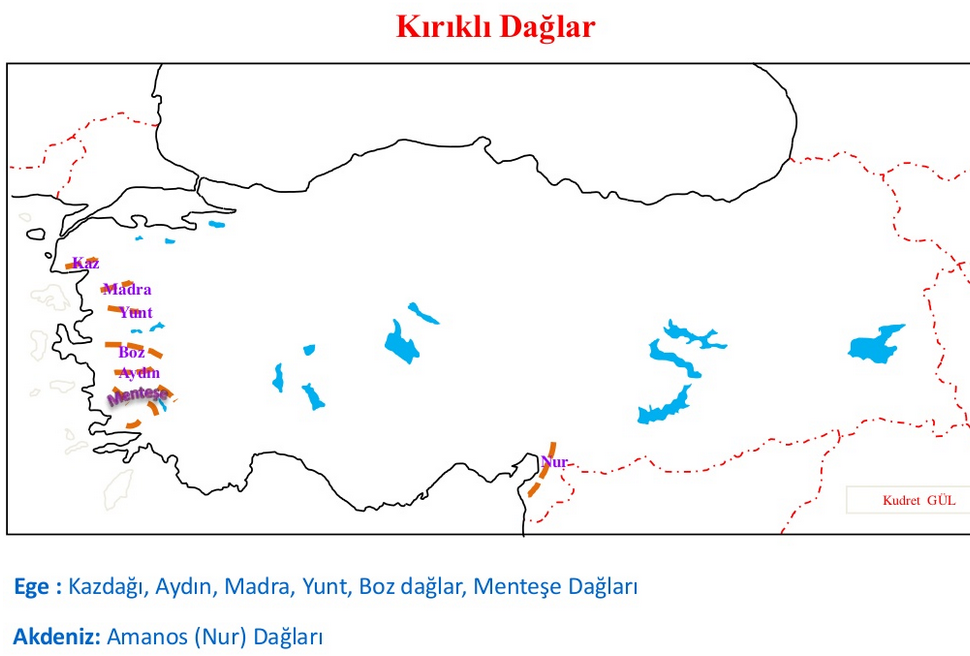 Kırıklı Dağlar
Kaz
Madra
Yunt
Boz
Aydın
Menteşe
Nur
Kudret GÜL
Ege : Kazdağı, Aydın, Madra, Yunt, Boz dağlar, Menteşe Dağları
Akdeniz: Amanos (Nur) Dağları